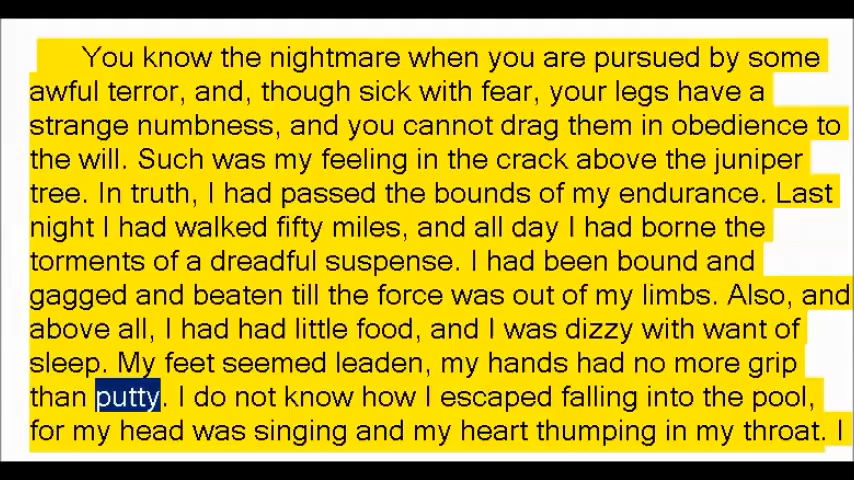 You know the nightmare when you are pursued by some
awful terror, and, though sick with fear, your legs have a
strange numbness, and you cannot drag them in obedience to
the will. Such was my feeling in the crack above the juniper
tree. In truth, I had passed the bounds of my endurance. Last
night I had walked fifty miles, and all day I had borne the
torments of a dreadful suspense. I had been bound and
gagged and beaten till the force was out of my limbs. Also, and
above all, I had had little food, and I was dizzy with want of
sleep. My feet seemed leaden, my hands had no more grip
than putty. I do not know how I escaped falling into the pool,
for my head was singing and my heart thumping in my throat. I